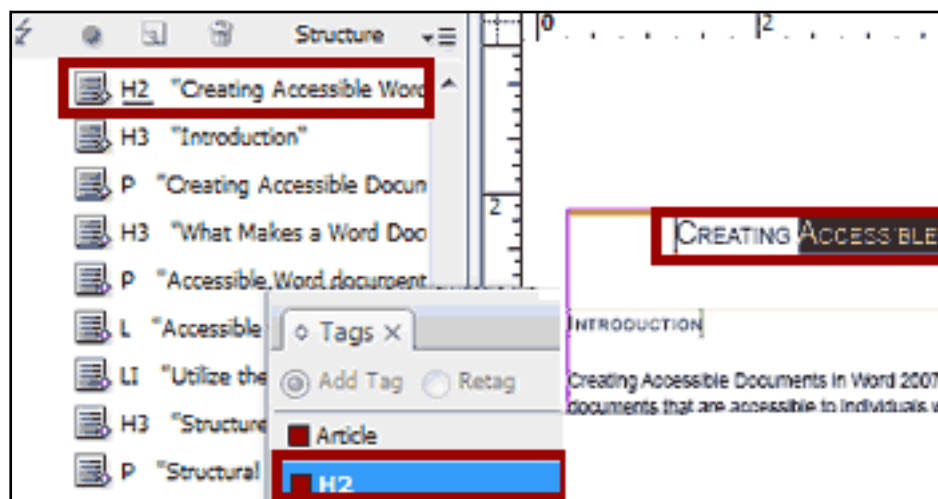 Structure
H2 "Creating Accessible Word
H3 "Introduction"
P "Creating Accessible Docun
H3 "What Makes a Word Doc
P "Accessible Word document
L "Accessible
LI "Utilize the
H3 "Structure
P "Structural
Tags
Add Tag Retag
Article
H2
0 2
2
CREATING ACCESSIBLE
INTRODUCTION
Creating Accessible Documents in Word 2007
documents that are accessible to individuals